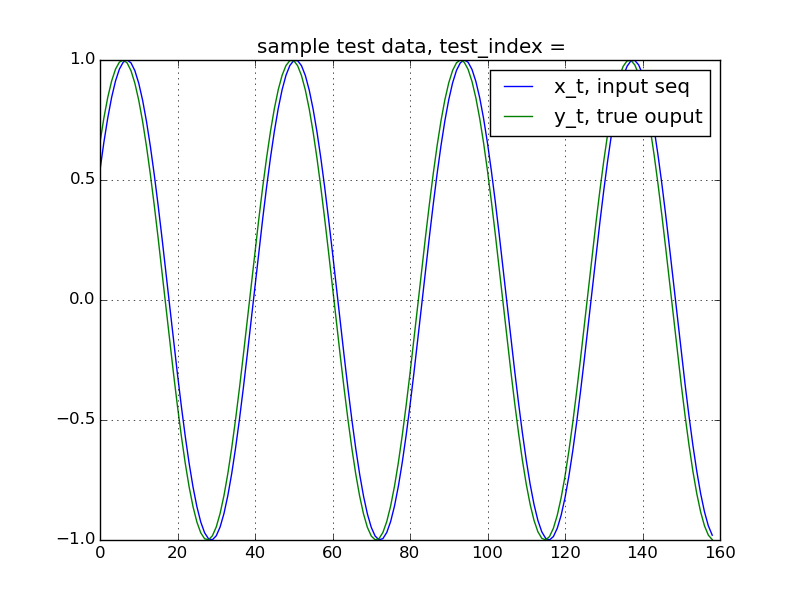 sample test data, test_index =
1.0
x_t, input seq
y_t, true ouput
0.5
0.0
−0.5
−1.0
0 20 40 60 80 100 120 140 160